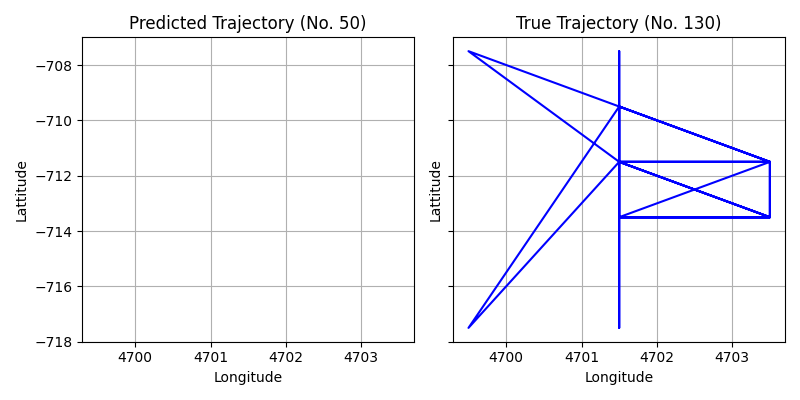 Predicted Trajectory (No. 50)
True Trajectory (No. 130)
−708
−710
−712
−714
−716
−718
Lattitude
4700
4701
4702
4703
Longitude
Lattitude
4700
4701
4702
4703
Longitude